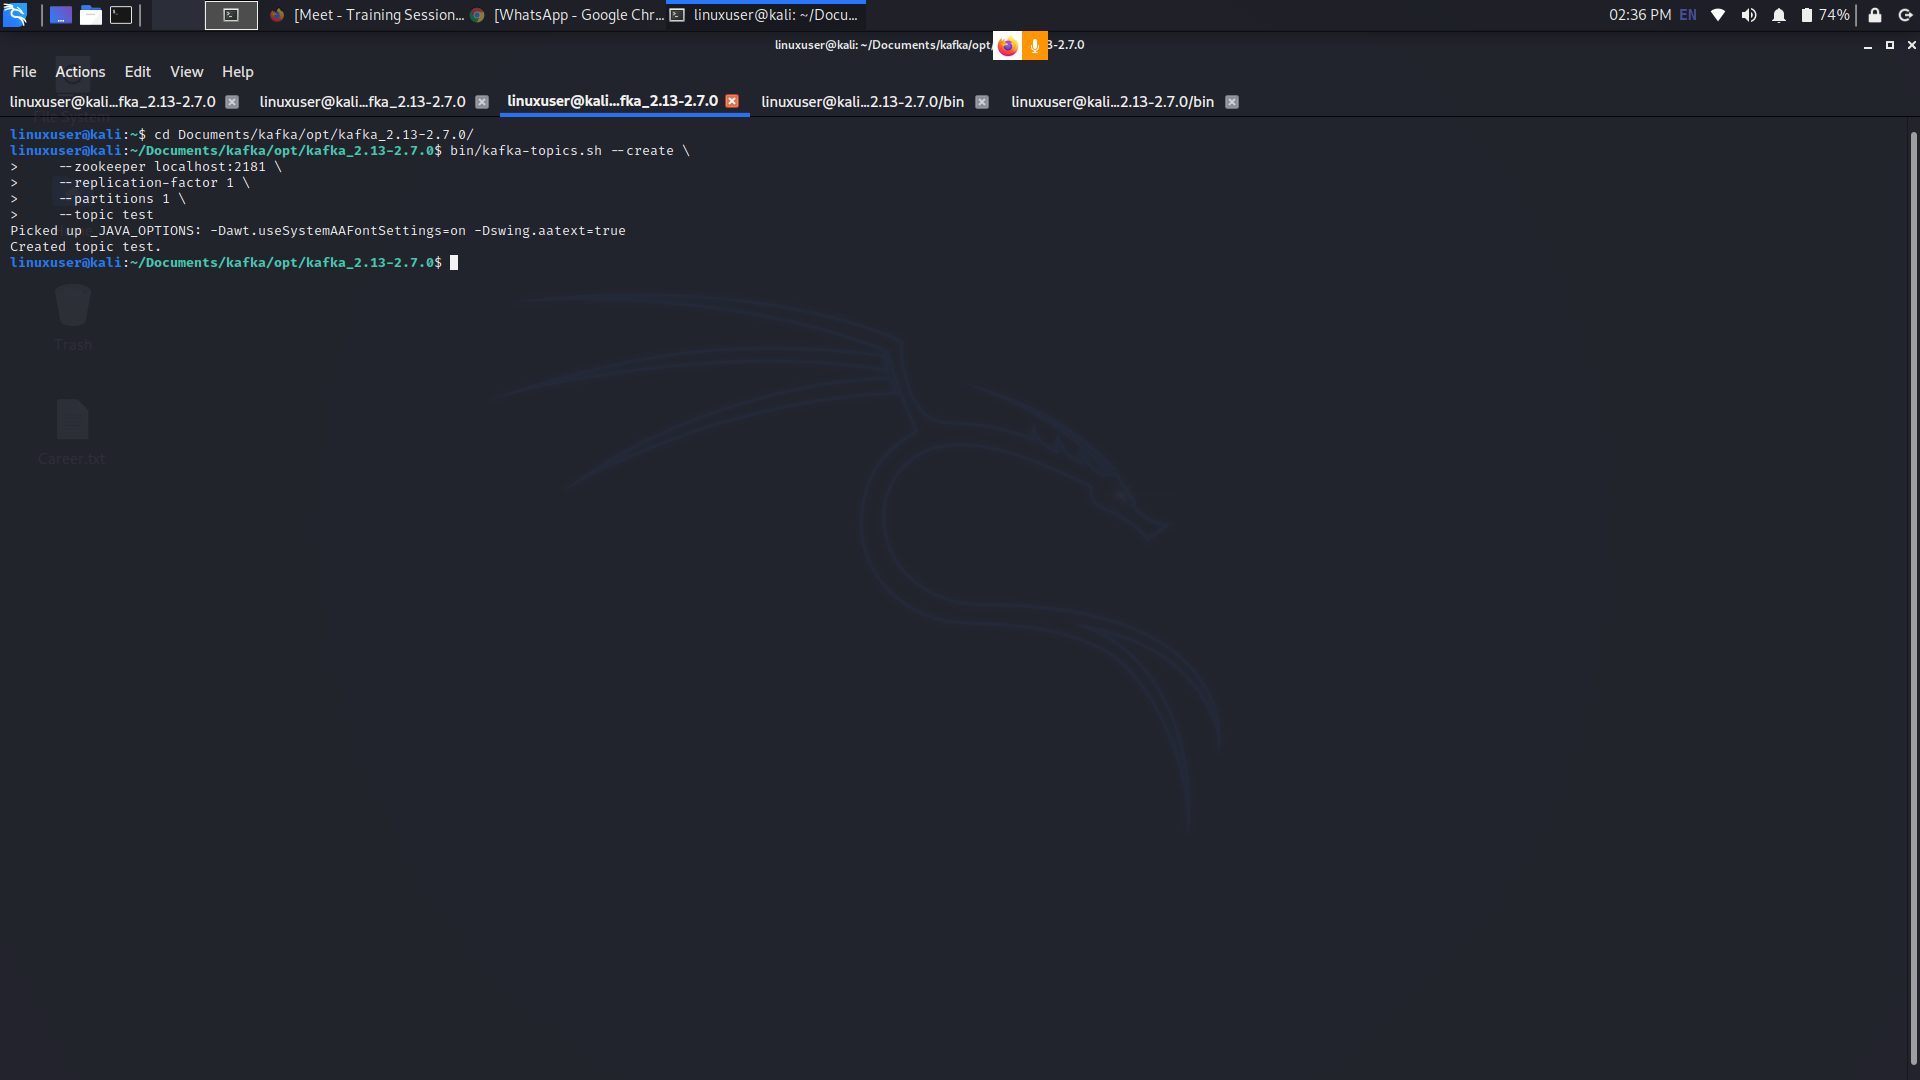 [Meet - Training Session... [WhatsApp - Google Chr... linuxuser@kali: ~/Docu... 02:36 PM EN 74%
linuxuser@kali: ~/Documents/kafka/opt/ 3-2.7.0
File Actions Edit View Help
linuxuser@kali...fka_2.13-2.7.0 linuxuser@kali...fka_2.13-2.7.0 linuxuser@kali...fka_2.13-2.7.0 linuxuser@kali...2.13-2.7.0/bin linuxuser@kali...2.13-2.7.0/bin
File System
linuxuser@kali:~$ cd Documents/kafka/opt/kafka_2.13-2.7.0/
linuxuser@kali:~/Documents/kafka/opt/kafka_2.13-2.7.0$ bin/kafka-topics.sh --create \
> --zookeeper localhost:2181 \
> --replication-factor 1 \
> --partitions 1 \
> --topic test
Picked up _JAVA_OPTIONS: -Dawt.useSystemAAFontSettings=on -Dswing.aatext=true
Created topic test.
linuxuser@kali:~/Documents/kafka/opt/kafka_2.13-2.7.0$
Trash
Career.txt